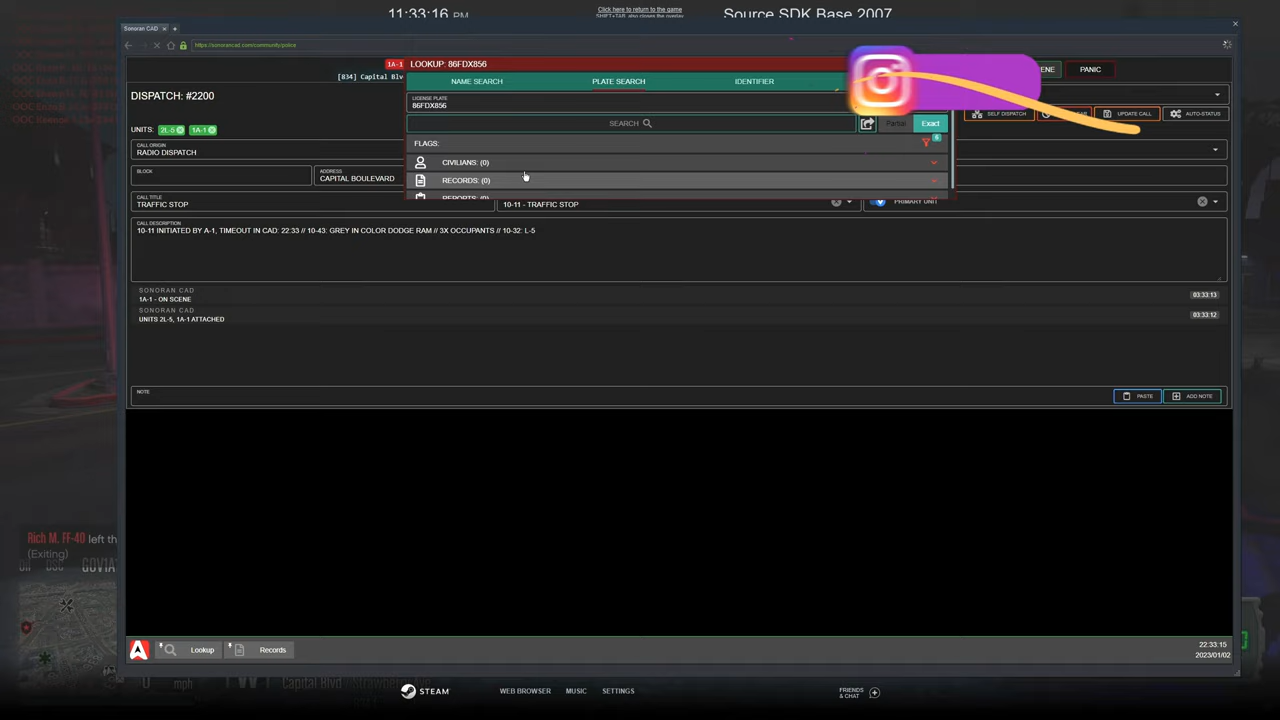 11:33:16 PM
Click here to return to the game
SHIFT+TAB also closes the overlay
Source SDK Base 2007
Sonoran CAD
https://sonorancad.com/community/police
1A-1
LOOKUP: 86FDX856
[834] Capital Blv
NAME SEARCH
PLATE SEARCH
IDENTIFIER
ENE
PANIC
DISPATCH: #2200
LICENSE PLATE
86FDX856
SELF DISPATCH
UPDATE CALL
AUTO-STATUS
SEARCH
Partial
Exact
UNITS: 2L-5 1A-1
FLAGS:
6
CALL ORIGIN
RADIO DISPATCH
CIVILIANS: (0)
BLOCK
ADDRESS
CAPITAL BOULEVARD
RECORDS: (0)
REPORTS: (0)
CALL TITLE
TRAFFIC STOP
10-11 - TRAFFIC STOP
PRIMARY UNIT
CALL DESCRIPTION
10-11 INITIATED BY A-1, TIMEOUT IN CAD: 22:33 // 10-43: GREY IN COLOR DODGE RAM // 3X OCCUPANTS // 10-32: L-5
SONORAN CAD
1A-1 - ON SCENE
03:33:13
SONORAN CAD
UNITS 2L-5, 1A-1 ATTACHED
03:33:12
NOTE
PASTE
ADD NOTE
Rich M. FF-40 left th
(Exiting)
Lookup
Records
22:33:15
2023/01/02
mph
Capital Blvd
STEAM
WEB BROWSER
MUSIC
SETTINGS
FRIENDS
& CHAT